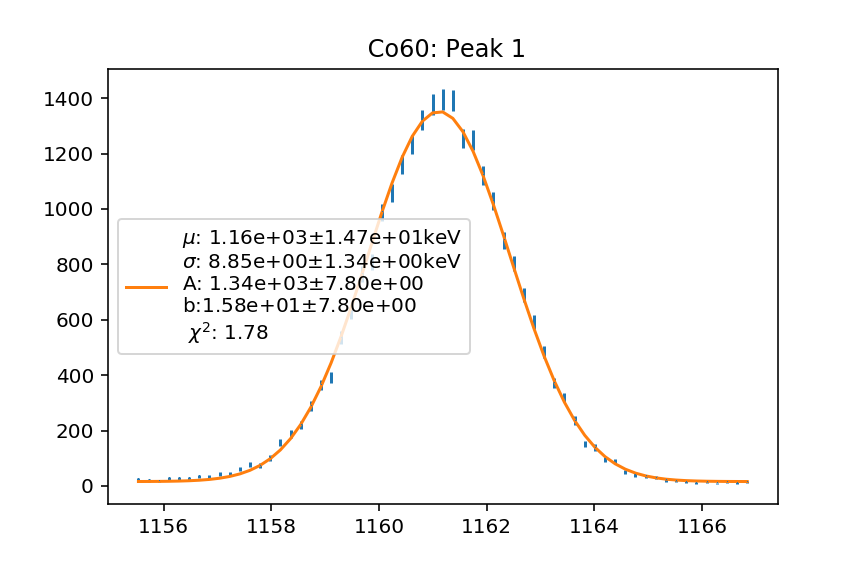 Co60: Peak 1
1400
1200
1000
800
600
400
200
0
μ: 1.16e+03±1.47e+01keV
σ: 8.85e+00±1.34e+00keV
A: 1.34e+03±7.80e+00
b:1.58e+01±7.80e+00
χ²: 1.78
1156 1158 1160 1162 1164 1166